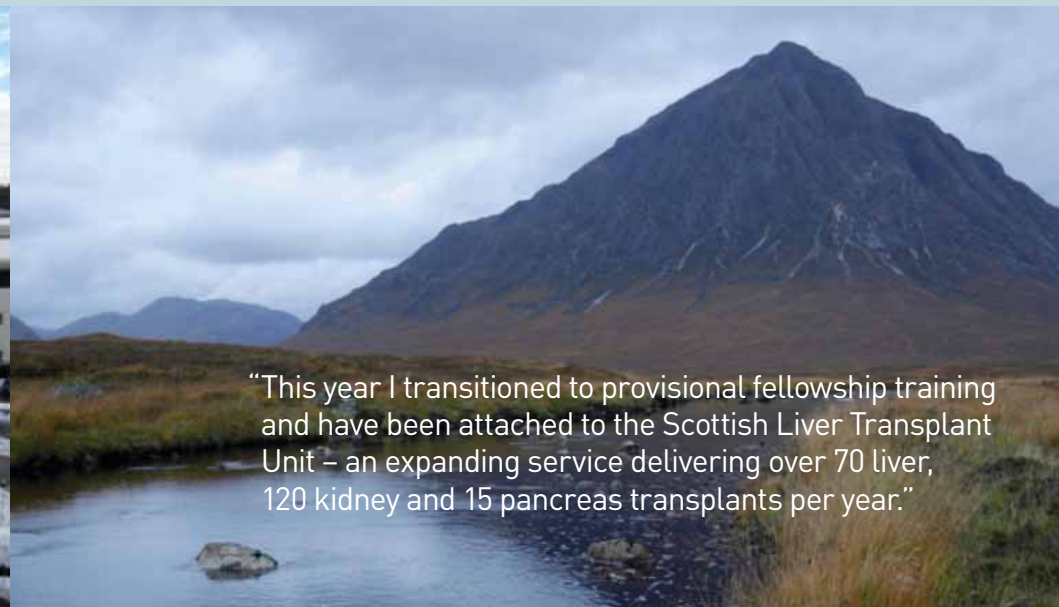 “This year I transitioned to provisional fellowship training
and have been attached to the Scottish Liver Transplant
Unit – an expanding service delivering over 70 liver,
120 kidney and 15 pancreas transplants per year.”